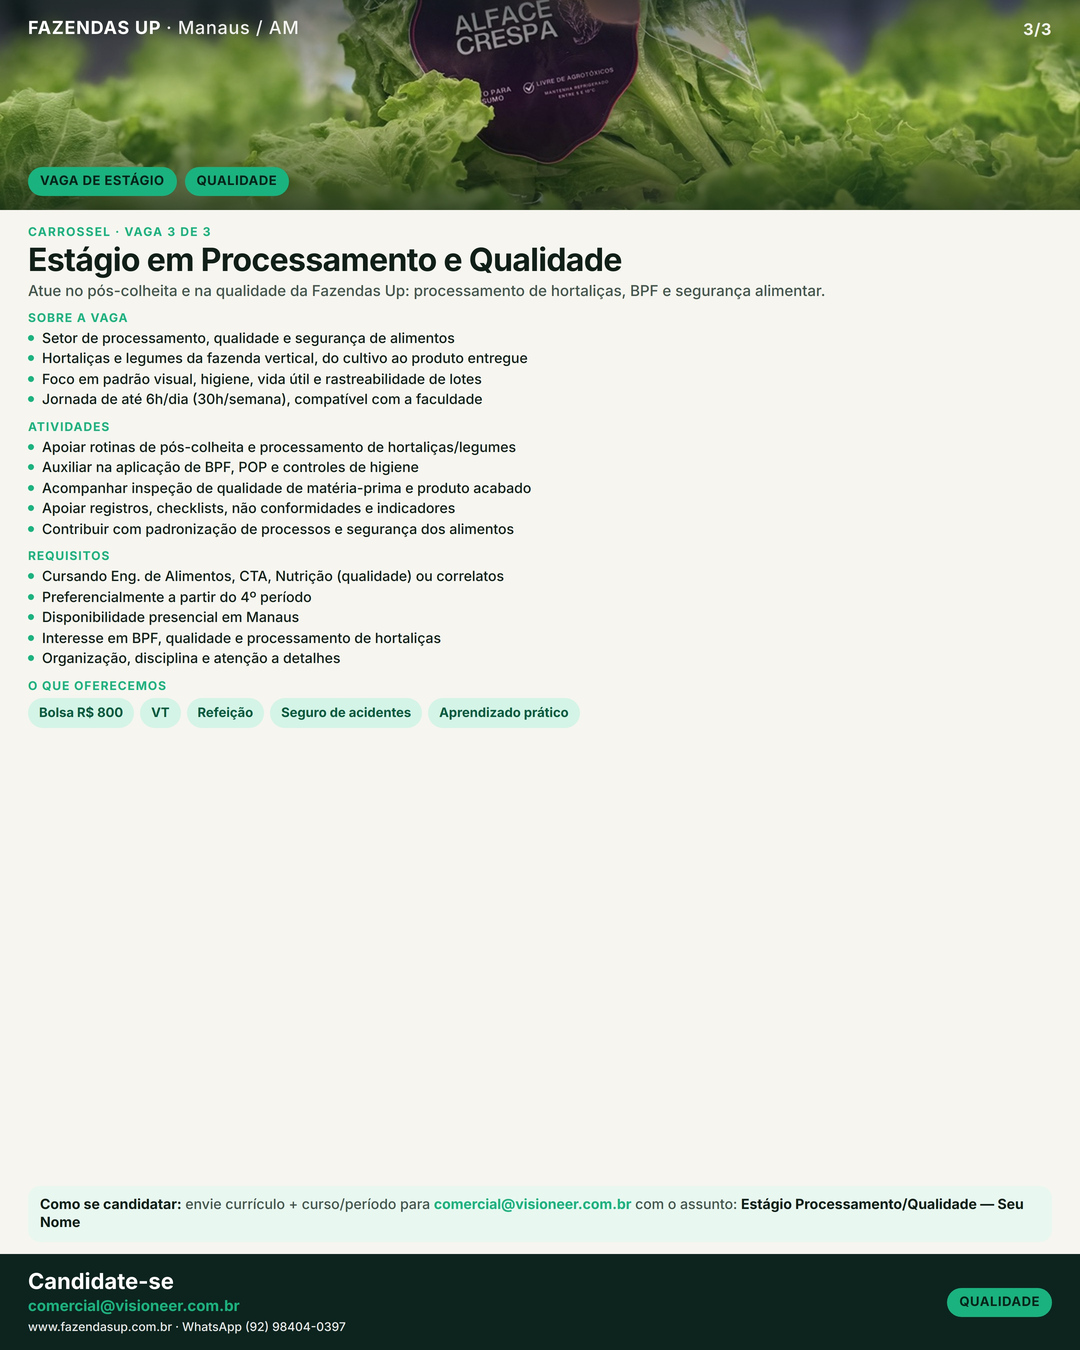 FAZENDAS UP · Manaus / AM
3/3
ALFACE
CRESPA
LIVRE DE AGROTÓXICOS
MANTENHA REFRIGERADO
ENTRE 5 E 10°C
VAGA DE ESTÁGIO
QUALIDADE
CARROSSEL · VAGA 3 DE 3
Estágio em Processamento e Qualidade
Atue no pós-colheita e na qualidade da Fazendas Up: processamento de hortaliças, BPF e segurança alimentar.
SOBRE A VAGA
Setor de processamento, qualidade e segurança de alimentos
Hortaliças e legumes da fazenda vertical, do cultivo ao produto entregue
Foco em padrão visual, higiene, vida útil e rastreabilidade de lotes
Jornada de até 6h/dia (30h/semana), compatível com a faculdade
ATIVIDADES
Apoiar rotinas de pós-colheita e processamento de hortaliças/legumes
Auxiliar na aplicação de BPF, POP e controles de higiene
Acompanhar inspeção de qualidade de matéria-prima e produto acabado
Apoiar registros, checklists, não conformidades e indicadores
Contribuir com padronização de processos e segurança dos alimentos
REQUISITOS
Cursando Eng. de Alimentos, CTA, Nutrição (qualidade) ou correlatos
Preferencialmente a partir do 4º período
Disponibilidade presencial em Manaus
Interesse em BPF, qualidade e processamento de hortaliças
Organização, disciplina e atenção a detalhes
O QUE OFERECEMOS
Bolsa R$ 800
VT
Refeição
Seguro de acidentes
Aprendizado prático
Como se candidatar: envie currículo + curso/período para comercial@visioneer.com.br com o assunto: Estágio Processamento/Qualidade — Seu
Nome
Candidate-se
comercial@visioneer.com.br
www.fazendasup.com.br · WhatsApp (92) 98404-0397
QUALIDADE